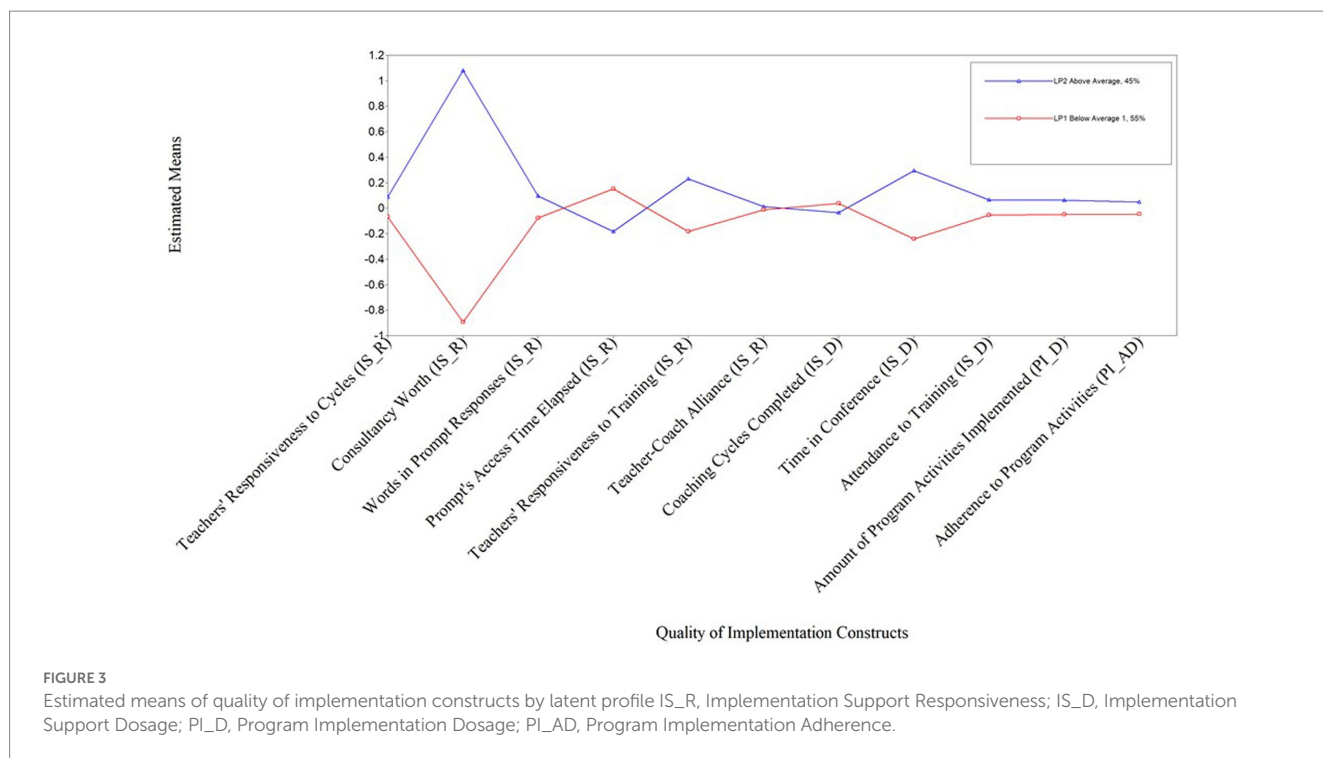 Estimated Means
1.2
1
0.8
0.6
0.4
0.2
0
-0.2
-0.4
-0.6
-0.8
-1
LP2 Above Average, 45%
LP1 Below Average 1, 55%
Teachers' Responsiveness to Cycles (IS_R)
Consultancy Worth (IS_R)
Words in Prompt Responses (IS_R)
Prompt's Access Time Elapsed (IS_R)
Teachers' Responsiveness to Training (IS_R)
Teacher-Coach Alliance (IS_R)
Coaching Cycles Completed (IS_D)
Time in Conference (IS_D)
Attendance to Training (IS_D)
Amount of Program Activities Implemented (PI_D)
Adherence to Program Activities (PI_AD)
Quality of Implementation Constructs
FIGURE 3
Estimated means of quality of implementation constructs by latent profile IS_R, Implementation Support Responsiveness; IS_D, Implementation
Support Dosage; PI_D, Program Implementation Dosage; PI_AD, Program Implementation Adherence.